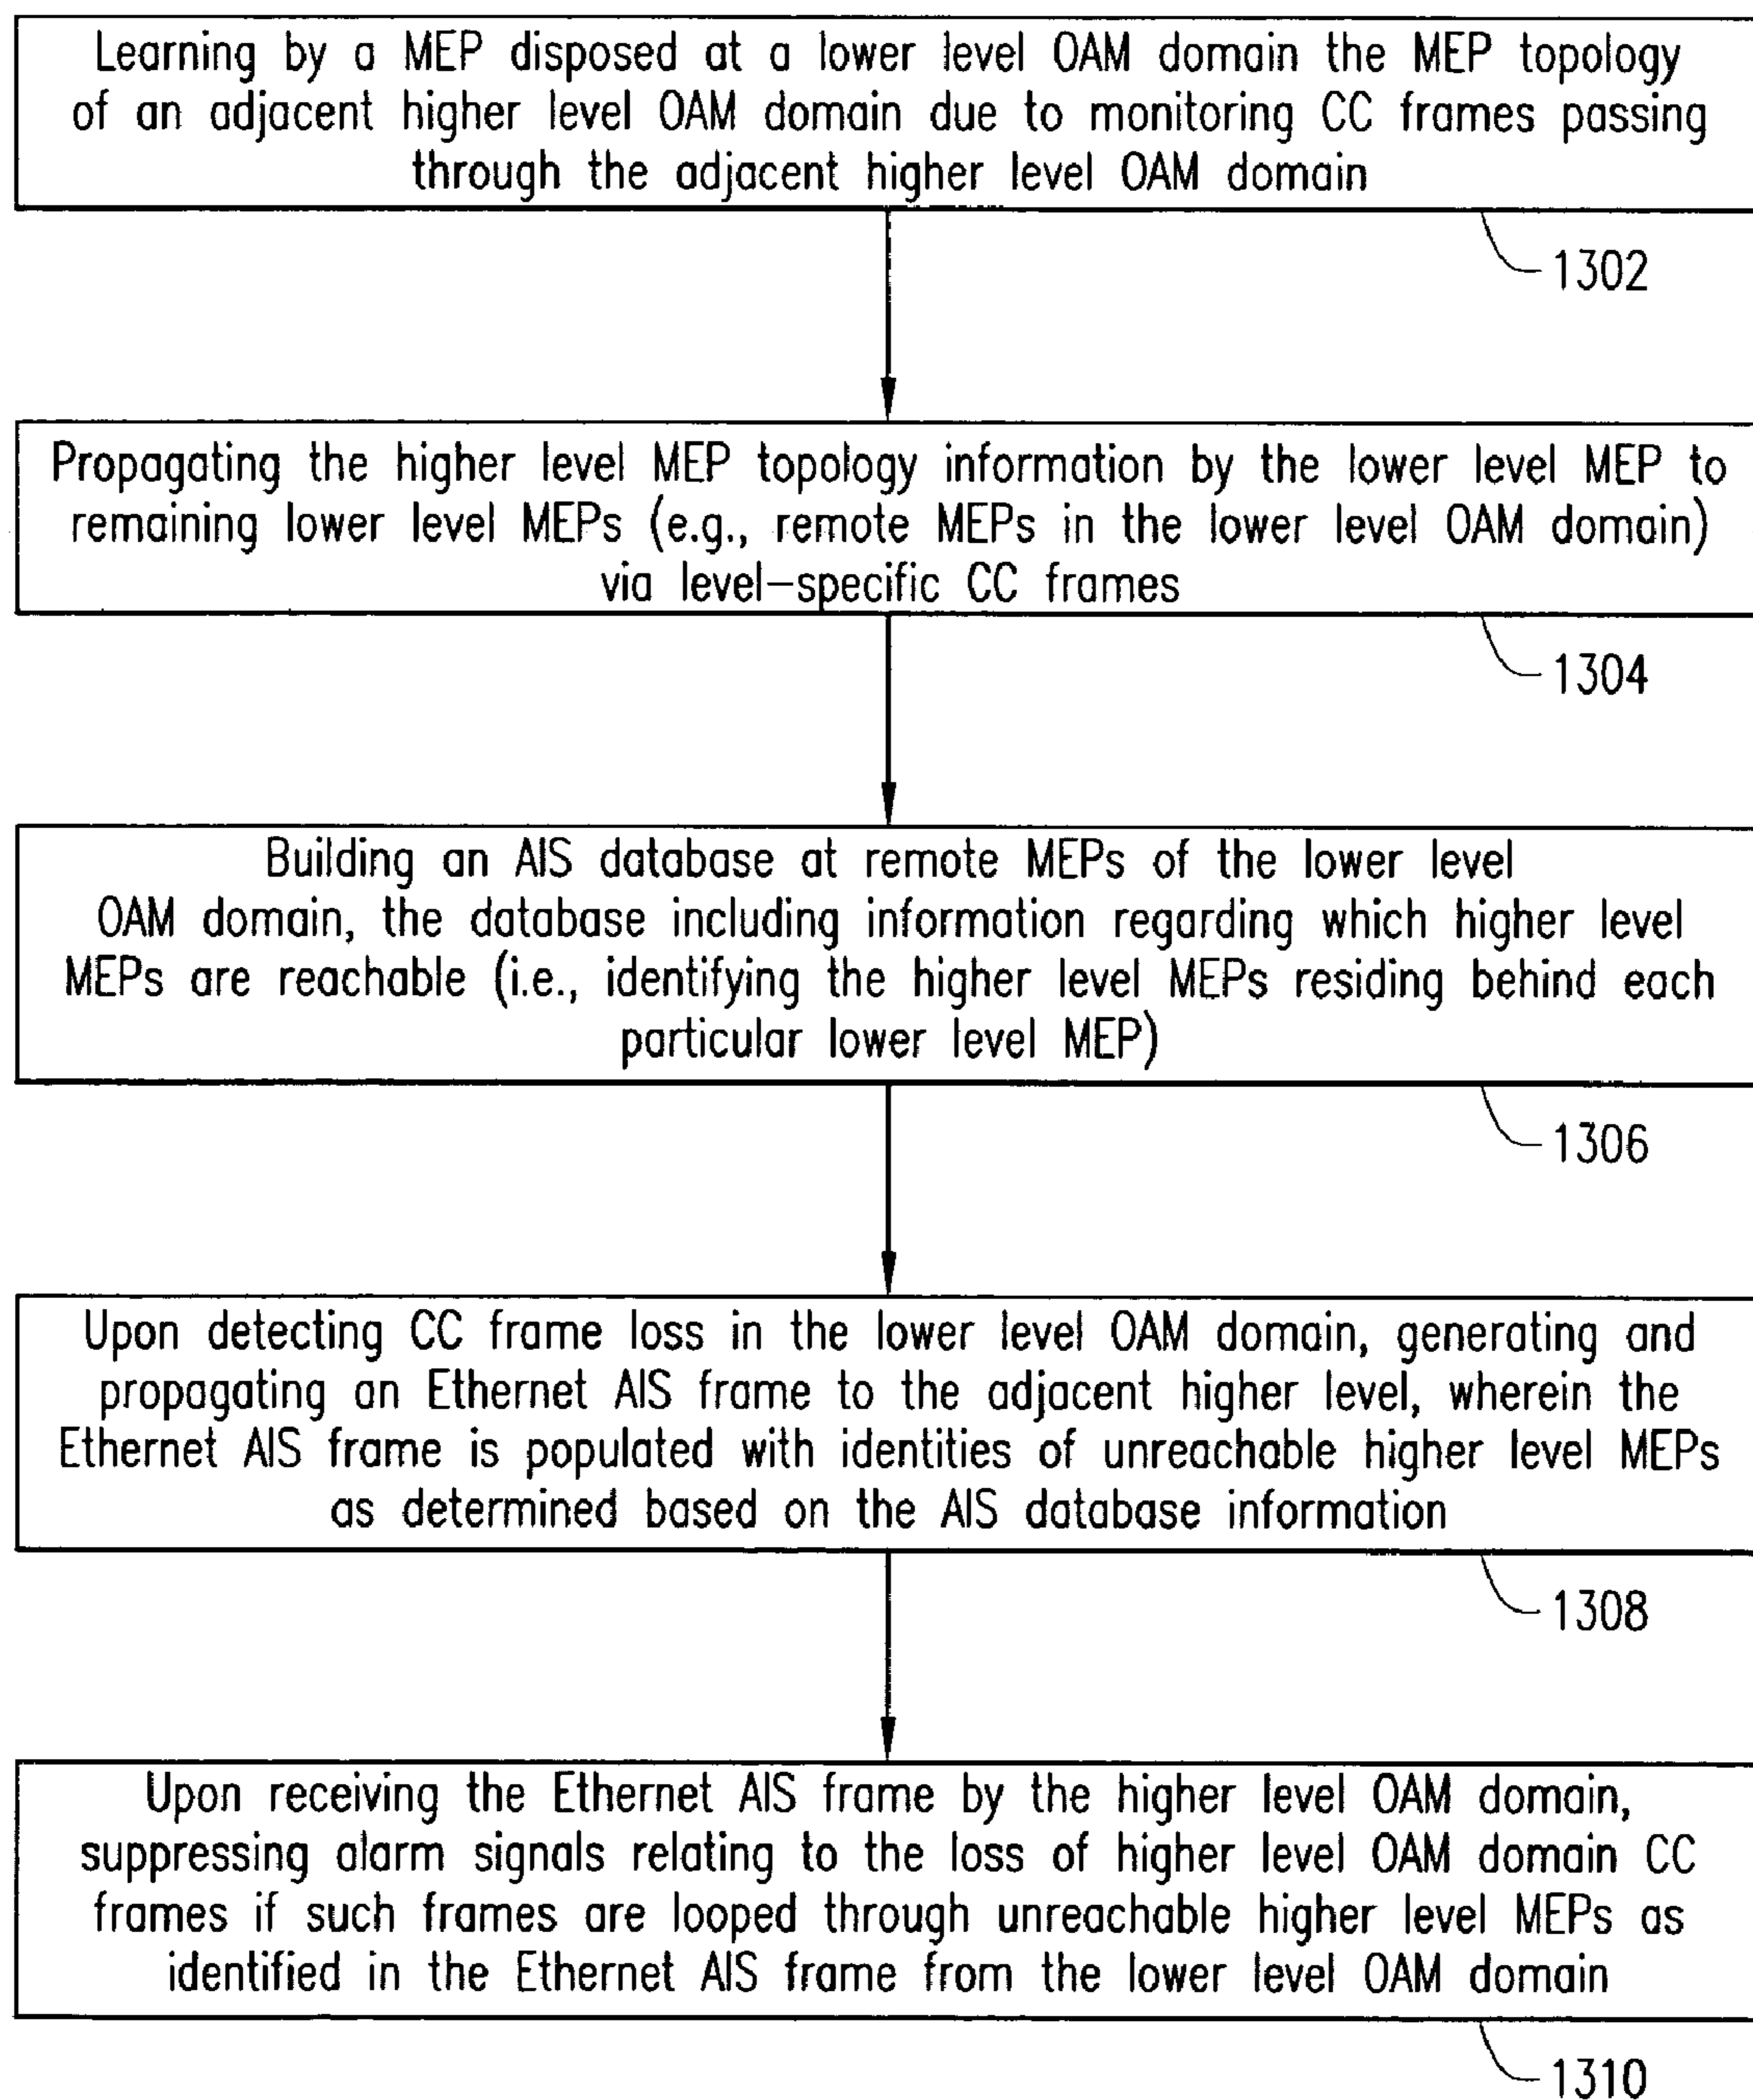 Learning by a MEP disposed at a lower level OAM domain the MEP topology
of an adjacent higher level OAM domain due to monitoring CC frames passing
through the adjacent higher level OAM domain
1302
Propagating the higher level MEP topology information by the lower level MEP to
remaining lower level MEPs (e.g., remote MEPs in the lower level OAM domain)
via level-specific CC frames
1304
Building an AIS database at remote MEPs of the lower level
OAM domain, the database including information regarding which higher level
MEPs are reachable (i.e., identifying the higher level MEPs residing behind each
particular lower level MEP)
1306
Upon detecting CC frame loss in the lower level OAM domain, generating and
propagating an Ethernet AIS frame to the adjacent higher level, wherein the
Ethernet AIS frame is populated with identities of unreachable higher level MEPs
as determined based on the AIS database information
1308
Upon receiving the Ethernet AIS frame by the higher level OAM domain,
suppressing alarm signals relating to the loss of higher level OAM domain CC
frames if such frames are looped through unreachable higher level MEPs as
identified in the Ethernet AIS frame from the lower level OAM domain
1310